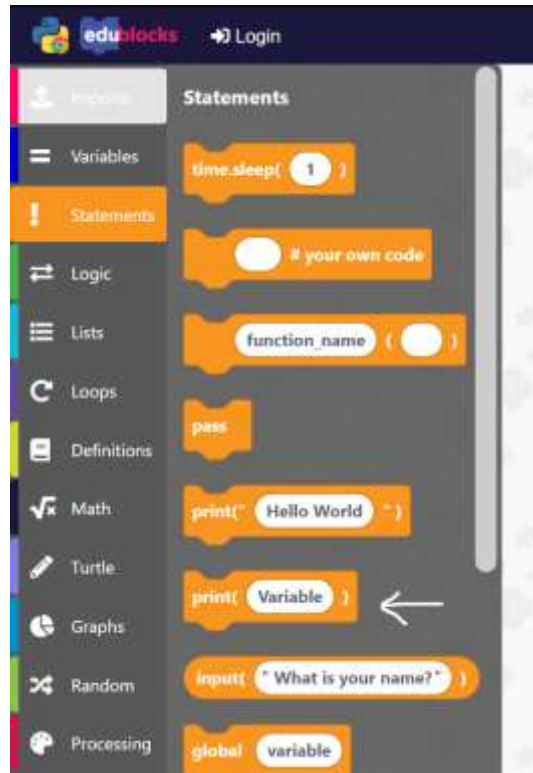 edublocks Login
Imports
Variables
Statements
Logic
Lists
Loops
Definitions
Math
Turtle
Graphs
Random
Processing
Statements
time.sleep( 1 )
# your own code
function_name ( )
pass
print(" Hello World " )
print( Variable )
input( " What is your name?" )
global variable